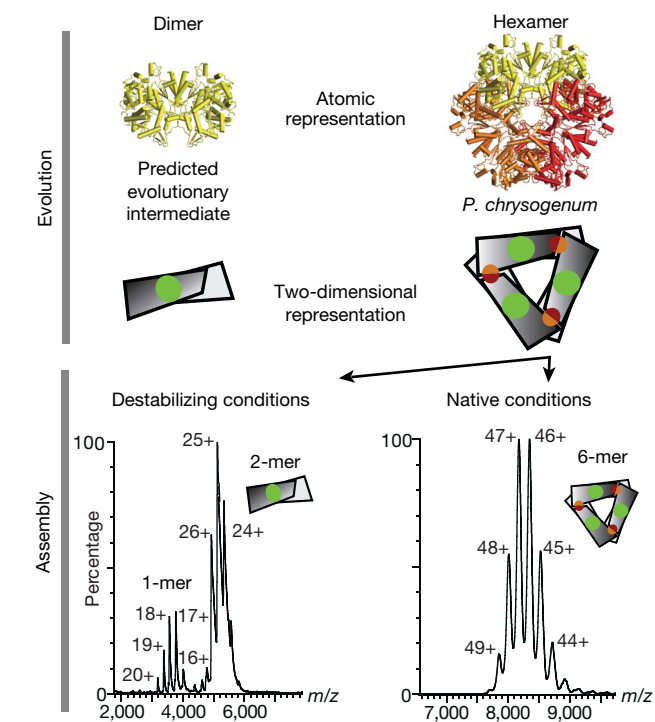 Dimer
Hexamer
Evolution
Atomic
representation
Predicted
evolutionary
intermediate
P. chrysogenum
Two-dimensional
representation
Assembly
Destabilizing conditions
Native conditions
100
Percentage
0
25+
2-mer
26+
24+
1-mer
18+
17+
19+
16+
20+
2,000
4,000
6,000
m/z
100
0
47+
46+
6-mer
48+
45+
49+
44+
7,000
8,000
9,000
m/z